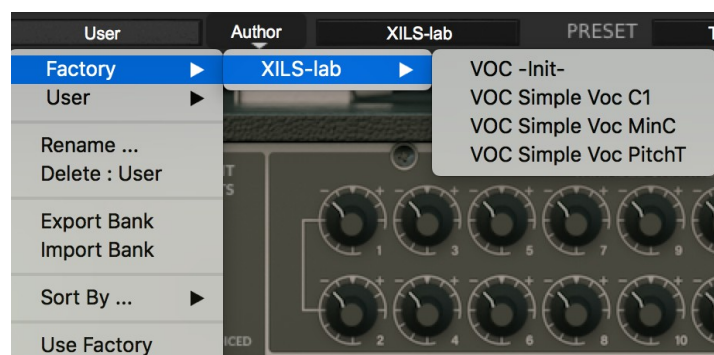 User Author XILS-lab PRESET T
Factory XILS-lab VOC -Init-
User VOC Simple Voc C1
VOC Simple Voc MinC
Rename ...
VOC Simple Voc PitchT
Delete : User
Export Bank
Import Bank
1 3 5 7 9
Sort By ...
Use Factory
ICED 2 4 6 8 10